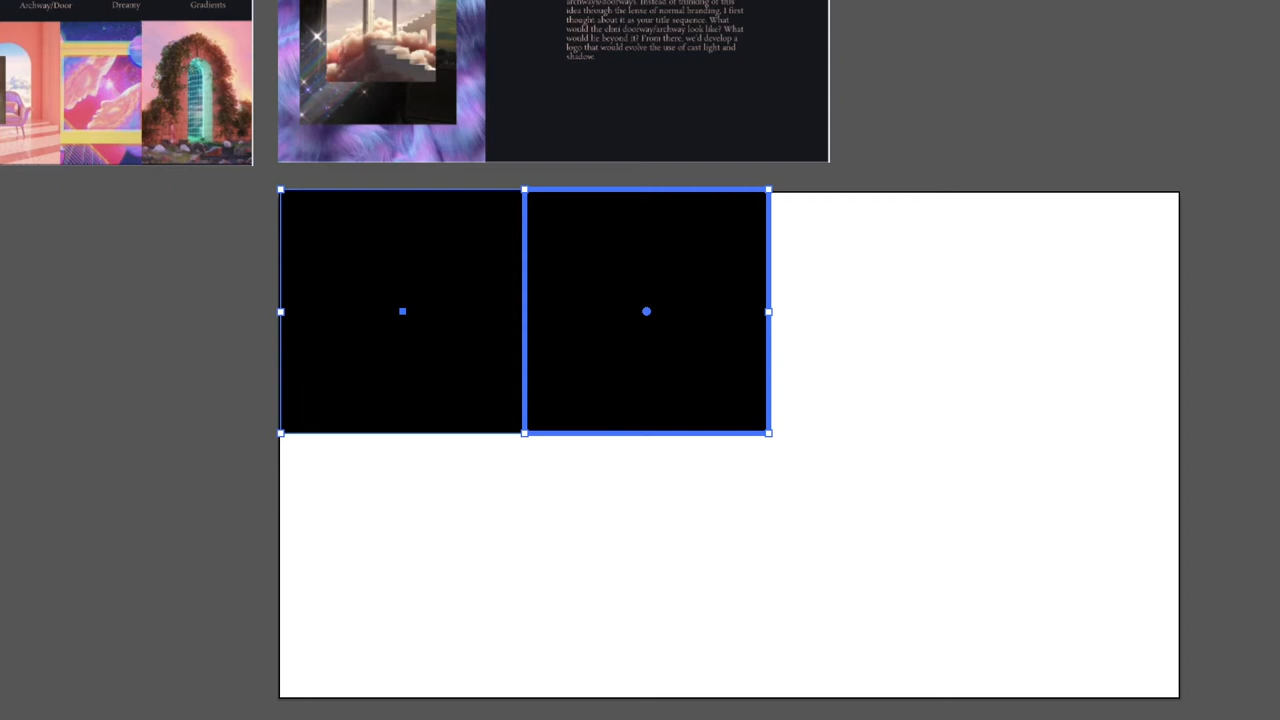 Archway/Door
Dreamy
Gradients
archways/doorways. Instead of thinking of this
idea through the lense of normal branding, I first
thought about it as your title sequence. What
would the doorway/archway look like? What
would be beyond it? From there, we'd develop a
logo that would evolve the use of cast light and
shadow.